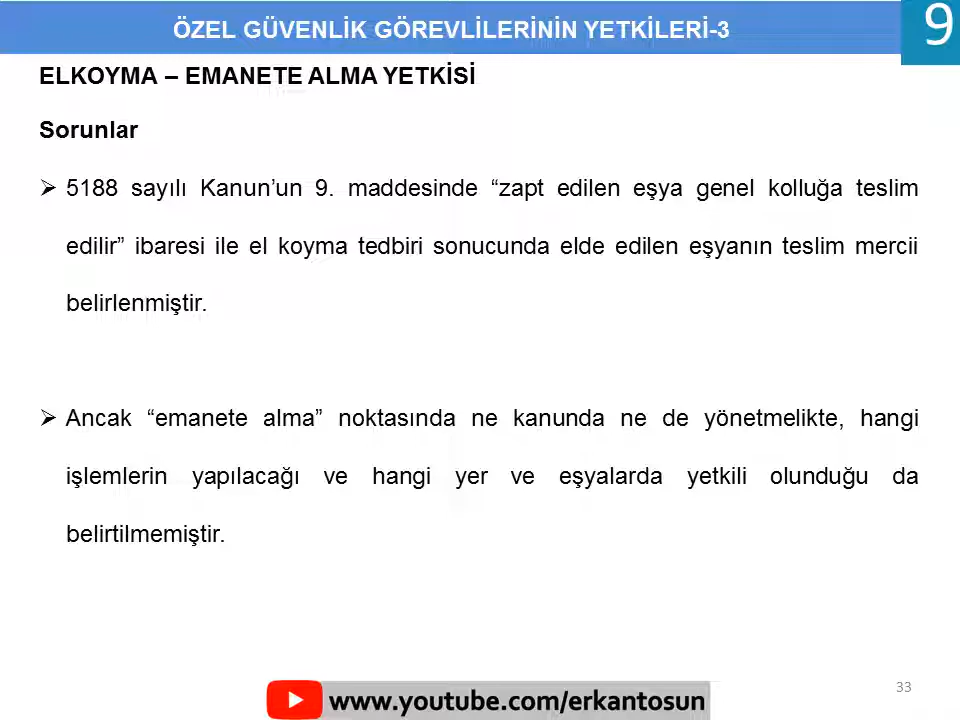 ÖZEL GÜVENLİK GÖREVLİLERİNİN YETKİLERİ-3
9
ELKOYMA – EMANETE ALMA YETKİSİ
Sorunlar
➢ 5188 sayılı Kanun’un 9. maddesinde “zapt edilen eşya genel kolluğa teslim
edilir” ibaresi ile el koyma tedbiri sonucunda elde edilen eşyanın teslim mercii
belirlenmiştir.
➢ Ancak “emanete alma” noktasında ne kanunda ne de yönetmelikte, hangi
işlemlerin yapılacağı ve hangi yer ve eşyalarda yetkili olunduğu da
belirtilmemiştir.
33
www.youtube.com/erkantosun